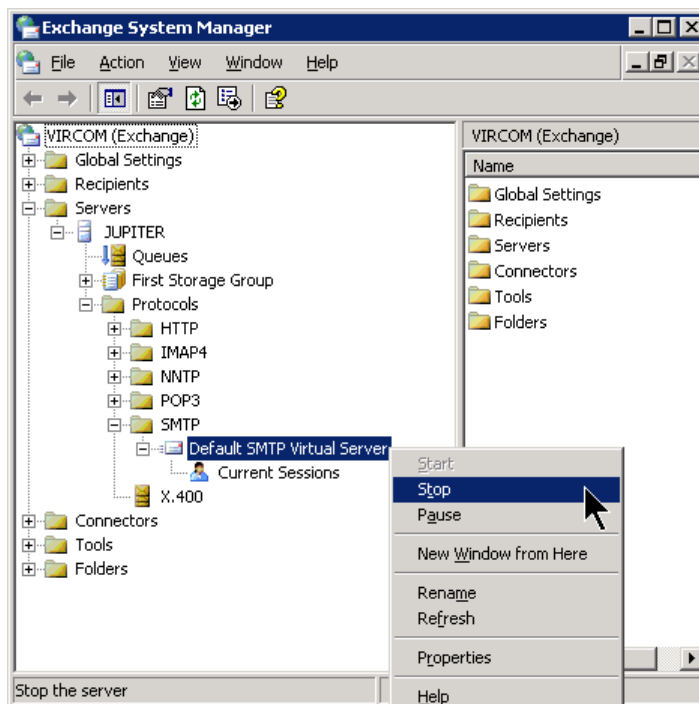 Exchange System Manager
File Action View Window Help
VIRCOM (Exchange)
Global Settings
Recipients
Servers
JUPITER
Queues
First Storage Group
Protocols
HTTP
IMAP4
NNTP
POP3
SMTP
Default SMTP Virtual Server
Current Sessions
X.400
Connectors
Tools
Folders
VIRCOM (Exchange)
Name
Global Settings
Recipients
Servers
Connectors
Tools
Folders
Start
Stop
Pause
New Window from Here
Rename
Refresh
Properties
Help
Stop the server